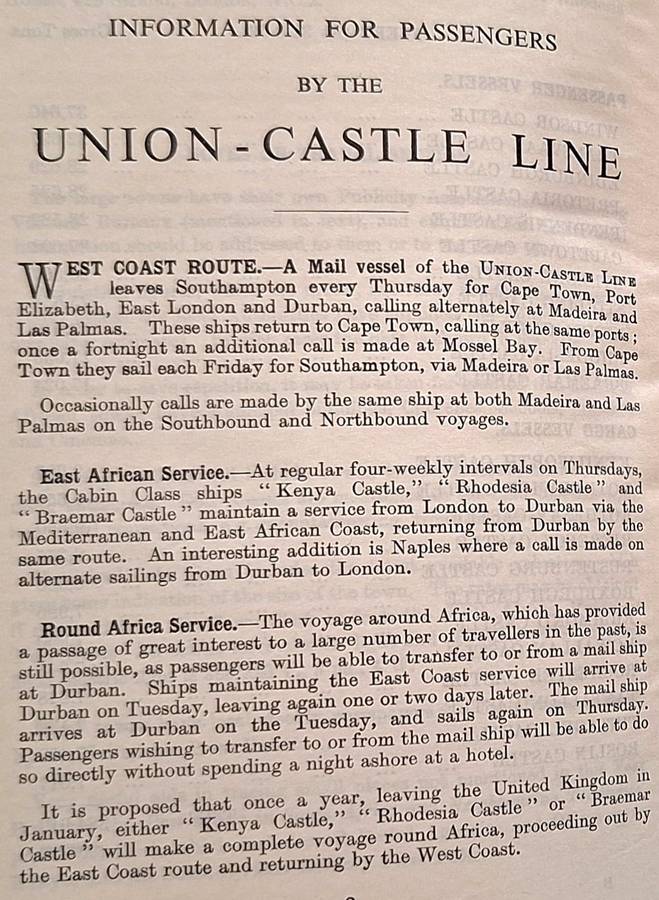 INFORMATION FOR PASSENGERS
BY THE
UNION-CASTLE LINE
WEST COAST ROUTE.—A Mail vessel of the UNION-CASTLE LINE
leaves Southampton every Thursday for Cape Town, Port
Elizabeth, East London and Durban, calling alternately at Madeira and
Las Palmas. These ships return to Cape Town, calling at the same ports;
once a fortnight an additional call is made at Mossel Bay. From Cape
Town they sail each Friday for Southampton, via Madeira or Las Palmas.
Occasionally calls are made by the same ship at both Madeira and Las
Palmas on the Southbound and Northbound voyages.
East African Service.—At regular four-weekly intervals on Thursdays,
the Cabin Class ships "Kenya Castle," "Rhodesia Castle" and
"Braemar Castle" maintain a service from London to Durban via the
Mediterranean and East African Coast, returning from Durban by the
same route. An interesting addition is Naples where a call is made on
alternate sailings from Durban to London.
Round Africa Service.—The voyage around Africa, which has provided
a passage of great interest to a large number of travellers in the past, is
still possible, as passengers will be able to transfer to or from a mail ship
at Durban. Ships maintaining the East Coast service will arrive at
Durban on Tuesday, leaving again one or two days later. The mail ship
arrives at Durban on the Tuesday, and sails again on Thursday.
Passengers wishing to transfer to or from the mail ship will be able to do
so directly without spending a night ashore at a hotel.
It is proposed that once a year, leaving the United Kingdom in
January, either "Kenya Castle," "Rhodesia Castle" or "Braemar
Castle" will make a complete voyage round Africa, proceeding out by
the East Coast route and returning by the West Coast.